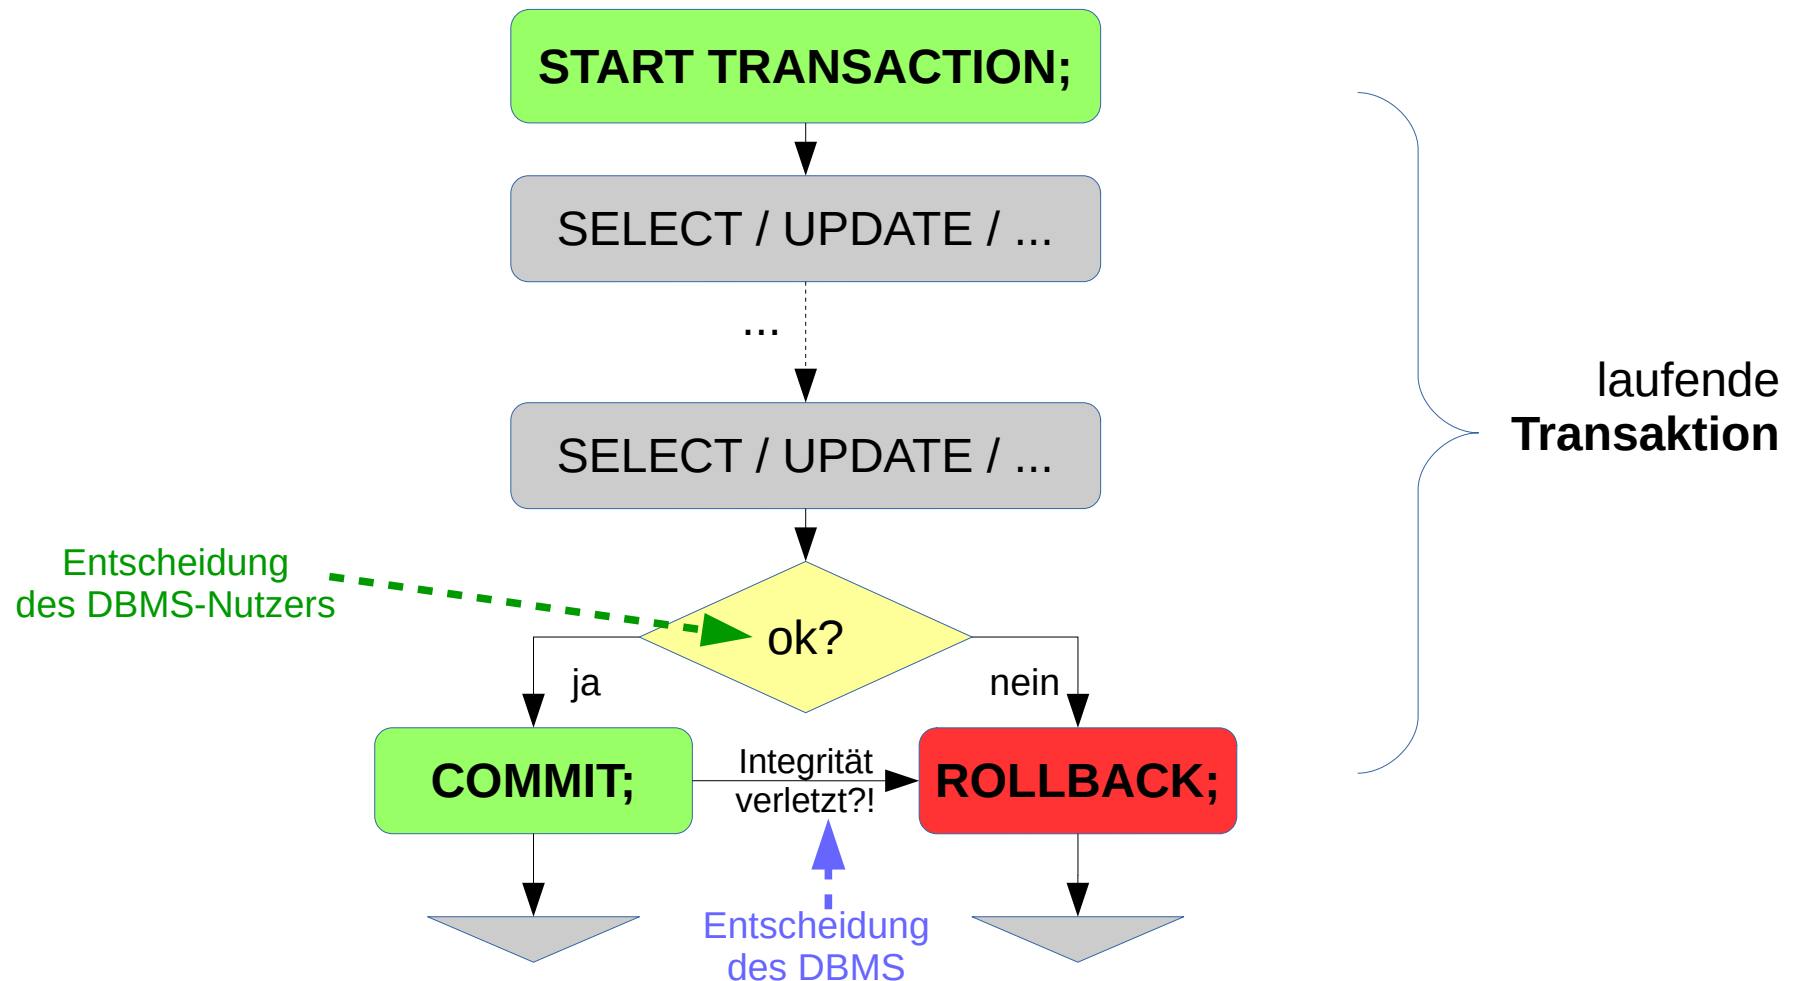 START TRANSACTION;
SELECT / UPDATE / ...
...
SELECT / UPDATE / ...
laufende
Transaktion
Entscheidung
des DBMS-Nutzers
ok?
ja
nein
COMMIT;
Integrität
verletzt?!
ROLLBACK;
Entscheidung
des DBMS